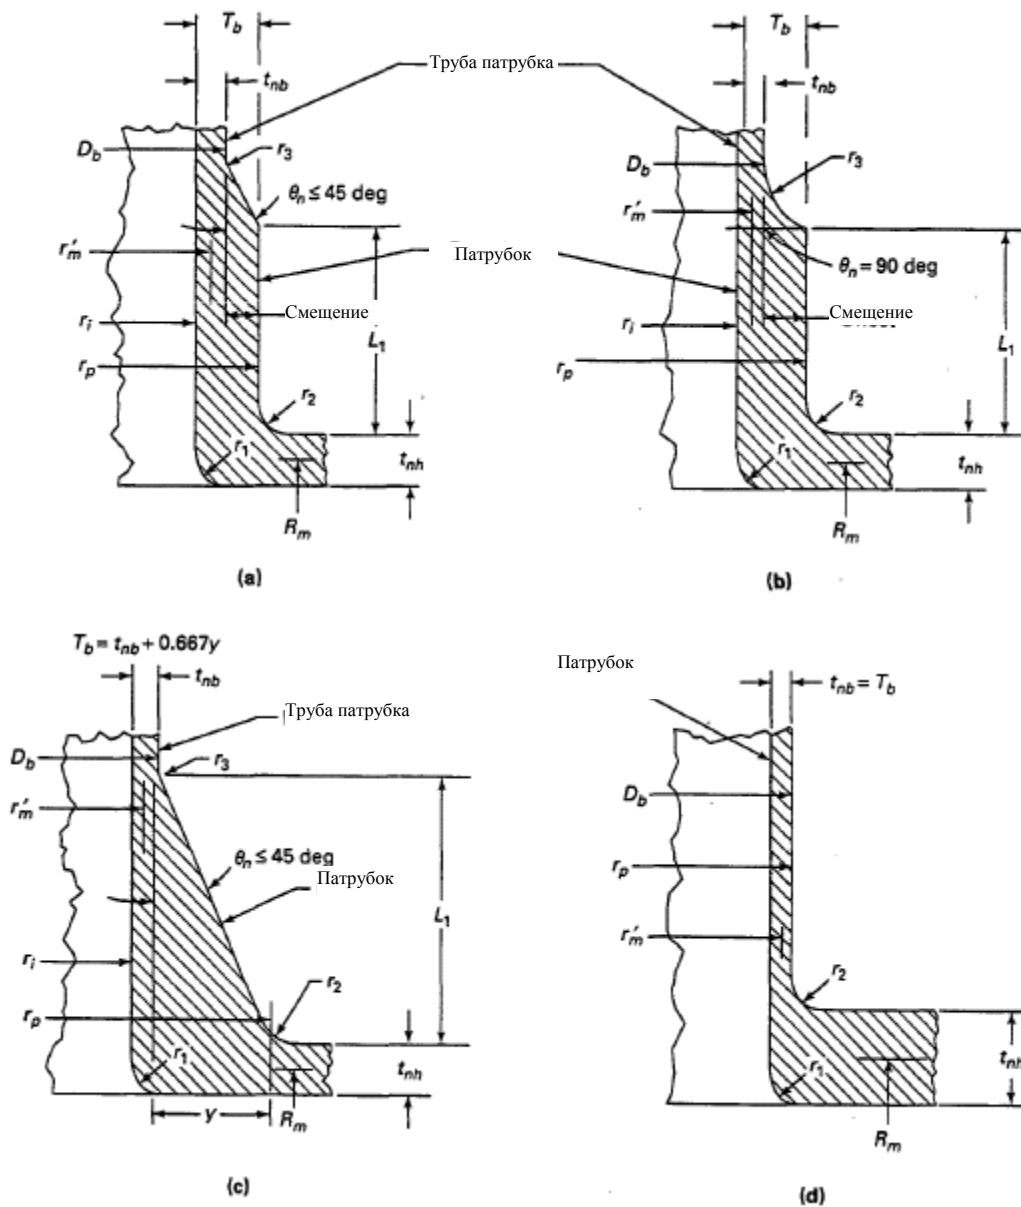 T_b
T_b
Труба патрубка
t_nb
t_nb
D_b
r_3
r_3
D_b
θ_n ≤ 45 deg
r′_m
r′_m
Патрубок
θ_n = 90 deg
r_i
Смещение
r_i
Смещение
L_1
L_1
r_p
r_p
r_2
r_2
r_1
t_nh
r_1
t_nh
R_m
R_m
(a)
(b)
T_b = t_nb + 0.667y
t_nb
Труба патрубка
D_b
r_3
r′_m
θ_n ≤ 45 deg
Патрубок
L_1
r_i
r_2
r_p
r_1
t_nh
y
R_m
(c)
Патрубок
t_nb = T_b
D_b
r_p
r′_m
r_2
r_1
t_nh
R_m
(d)